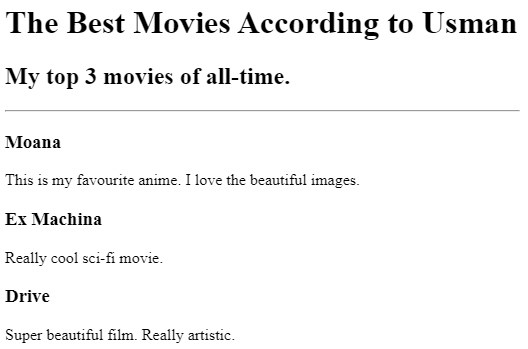 The Best Movies According to Usman
My top 3 movies of all-time.
Moana
This is my favourite anime. I love the beautiful images.
Ex Machina
Really cool sci-fi movie.
Drive
Super beautiful film. Really artistic.